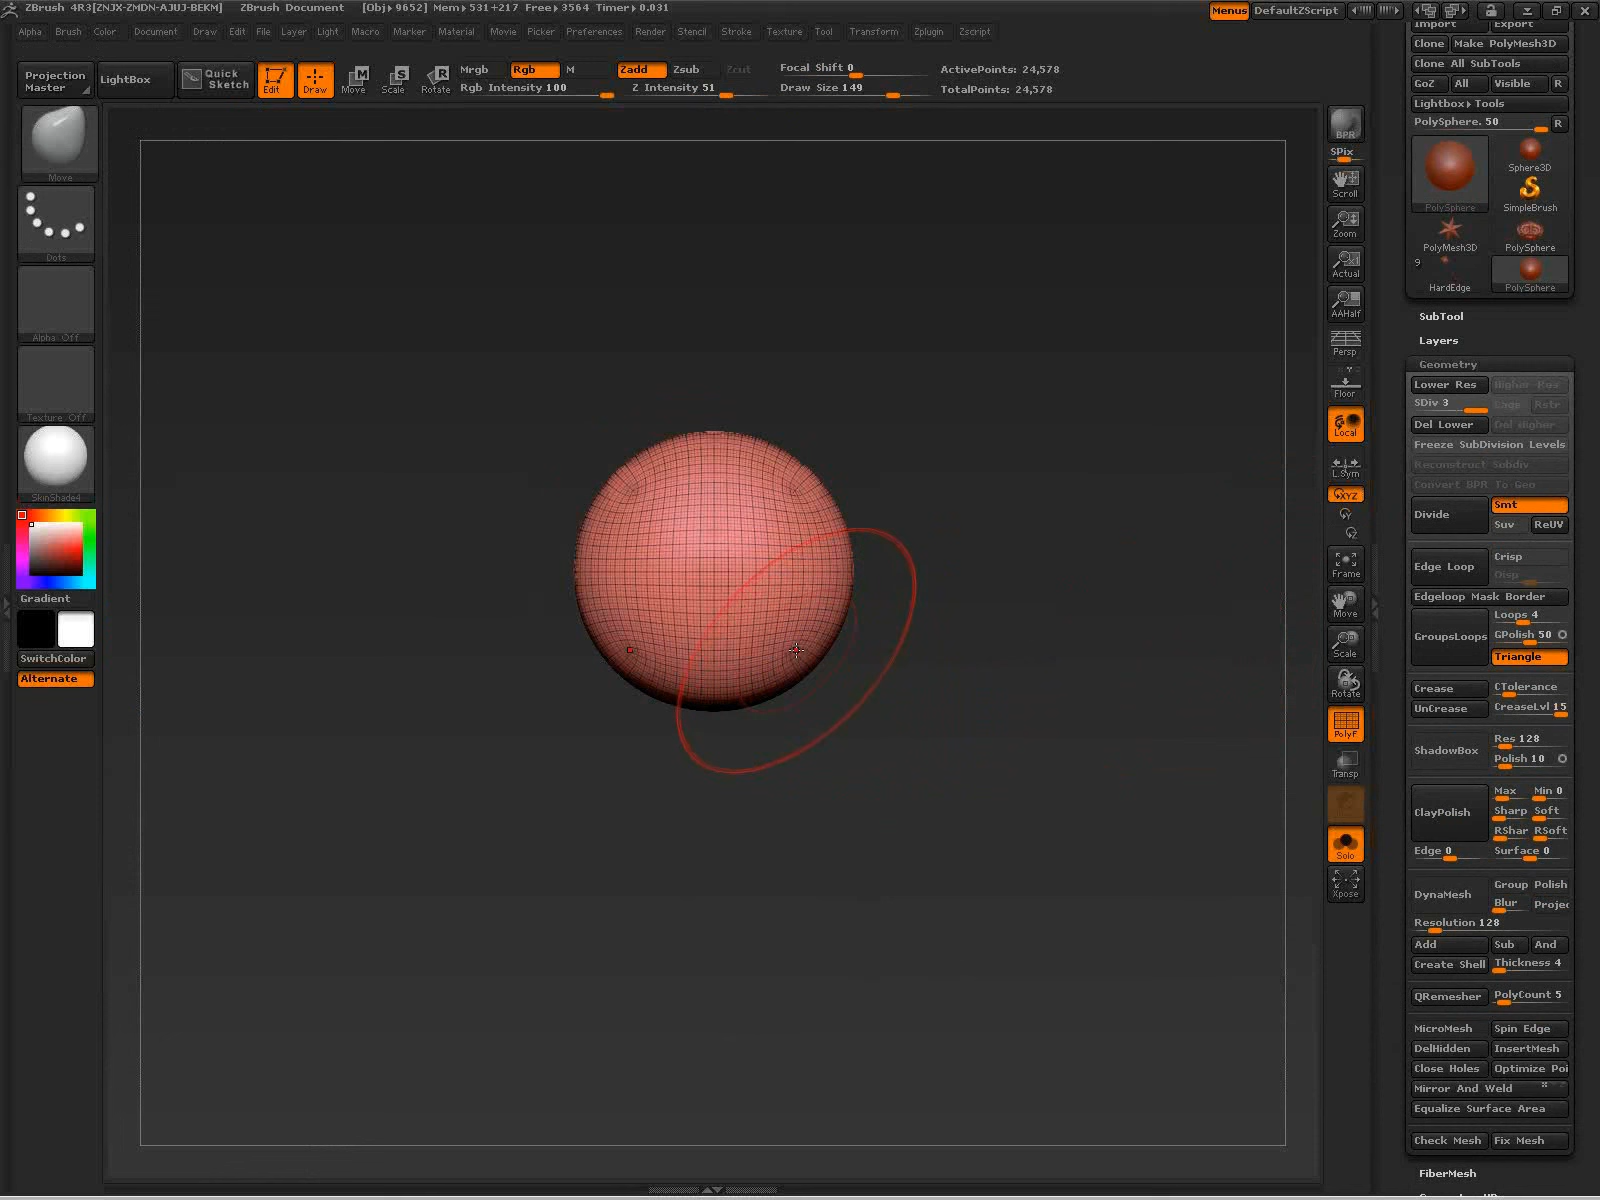 ZBrush 4R3[ZNJX-ZMDN-AJUJ-BEKM] ZBrush Document [Obj▸9652] Mem▸531+217 Free▸3564 Timer▸0.031 Menus DefaultZScript
Alpha Brush Color Document Draw Edit File Layer Light Macro Marker Material Movie Picker Preferences Render Stencil Stroke Texture Tool Transform Zplugin Zscript
Projection Master
LightBox
Quick Sketch
Edit
Draw
Move
Scale
Rotate
Mrgb Rgb M
Rgb Intensity 100
Zadd Zsub Zcut
Z Intensity 51
Focal Shift 0
Draw Size 149
ActivePoints: 24,578
TotalPoints: 24,578
Move
Dots
Alpha Off
Texture Off
SkinShade4
Gradient
SwitchColor
Alternate
BPR
SPix
Scroll
Zoom
Actual
AAHalf
Persp
Floor
Local
L.Sym
XYZ
Frame
Move
Scale
Rotate
PolyF
Transp
Solo
Xpose
Import Export
Clone Make PolyMesh3D
Clone All SubTools
GoZ All Visible R
Lightbox▸Tools
PolySphere. 50 R
PolySphere
Sphere3D
SimpleBrush
PolyMesh3D
PolySphere
9
HardEdge
PolySphere
SubTool
Layers
Geometry
Lower Res Higher Res
SDiv 3 Cage Rstr
Del Lower Del Higher
Freeze SubDivision Levels
Reconstruct Subdiv
Convert BPR To Geo
Divide
Smt
Suv ReUV
Edge Loop
Crisp
Disp
Edgeloop Mask Border
GroupsLoops
Loops 4
GPolish 50
Triangle
Crease CTolerance
UnCrease CreaseLvl 15
ShadowBox
Res 128
Polish 10
ClayPolish
Max Min 0
Sharp Soft
RShar RSoft
Edge 0 Surface 0
DynaMesh
Group Polish
Blur Projec
Resolution 128
Add Sub And
Create Shell Thickness 4
QRemesher PolyCount 5
MicroMesh Spin Edge
DelHidden InsertMesh
Close Holes Optimize Poi
Mirror And Weld
Equalize Surface Area
Check Mesh Fix Mesh
FiberMesh